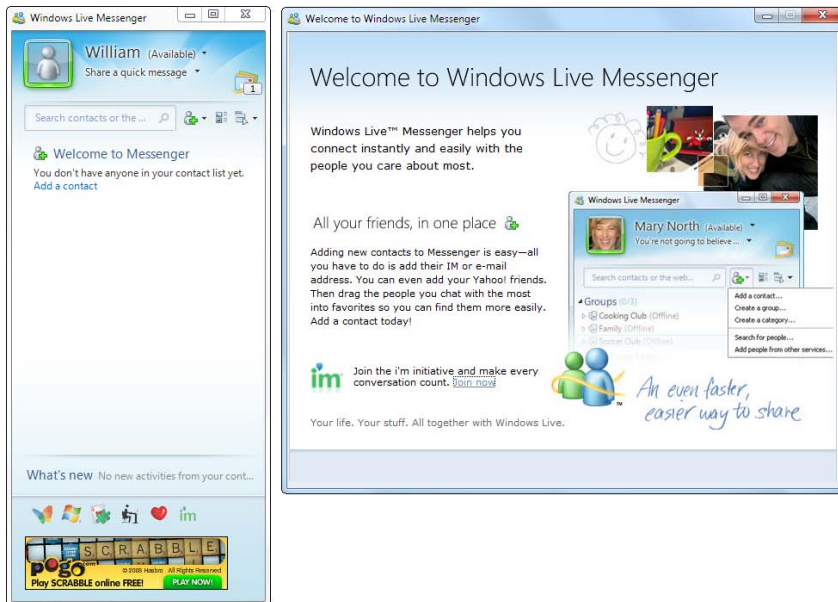 Windows Live Messenger
William (Available)
Share a quick message
1
Search contacts or the ...
Welcome to Messenger
You don't have anyone in your contact list yet.
Add a contact
What's new No new activities from your cont...
im
SCRABBLE
pogo.com
© 2008 Hasbro All Rights Reserved
Play SCRABBLE online FREE! PLAY NOW!
Welcome to Windows Live Messenger
Welcome to Windows Live Messenger
Windows Live™ Messenger helps you
connect instantly and easily with the
people you care about most.
All your friends, in one place
Adding new contacts to Messenger is easy—all
you have to do is add their IM or e-mail
address. You can even add your Yahoo! friends.
Then drag the people you chat with the most
into favorites so you can find them more easily.
Add a contact today!
im
Join the i'm initiative and make every
conversation count. Join now
Your life. Your stuff. All together with Windows Live.
Windows Live Messenger
Mary North (Available)
You're not going to believe ...
Search contacts or the web...
Groups (0/3)
Cooking Club (Offline)
Family (Offline)
Soccer Club (Offline)
Add a contact...
Create a group...
Create a category...
Search for people...
Add people from other services...
TM
An even faster,
easier way to share